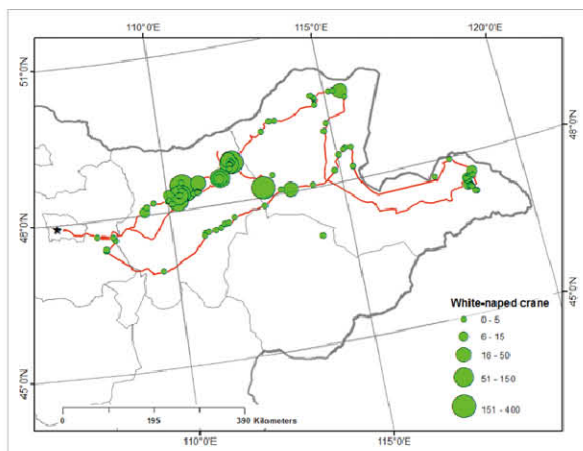 110°0'E
115°0'E
120°0'E
51°0'N
48°0'N
48°0'N
45°0'N
45°0'N
White-naped crane
0 - 5
6 - 15
16 - 50
51 - 150
151 - 400
0 195 390 Kilometers
110°0'E
115°0'E